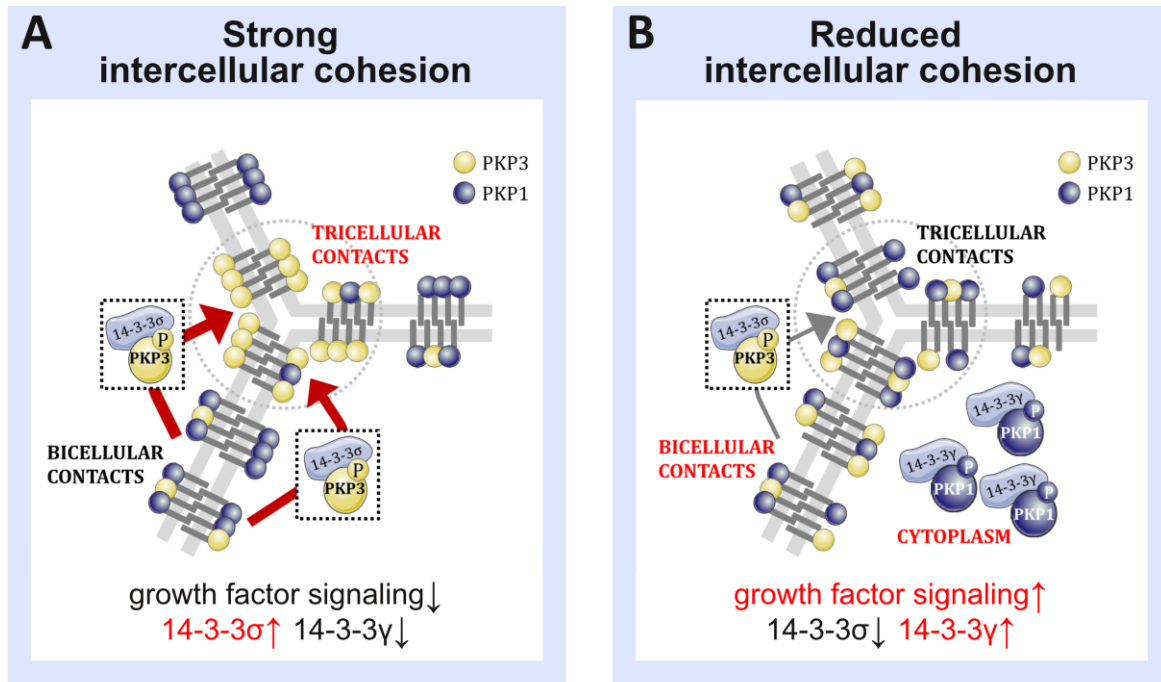 A
Strong
intercellular cohesion
PKP3
PKP1
TRICELLULAR
CONTACTS
14-3-3σ
P
PKP3
BICELLULAR
CONTACTS
14-3-3σ
P
PKP3
growth factor signaling↓
14-3-3σ↑ 14-3-3γ↓
B
Reduced
intercellular cohesion
PKP3
PKP1
TRICELLULAR
CONTACTS
14-3-3σ
P
PKP3
BICELLULAR
CONTACTS
14-3-3γ
P
PKP1
14-3-3γ
P
PKP1
14-3-3γ
P
PKP1
CYTOPLASM
growth factor signaling↑
14-3-3σ↓ 14-3-3γ↑